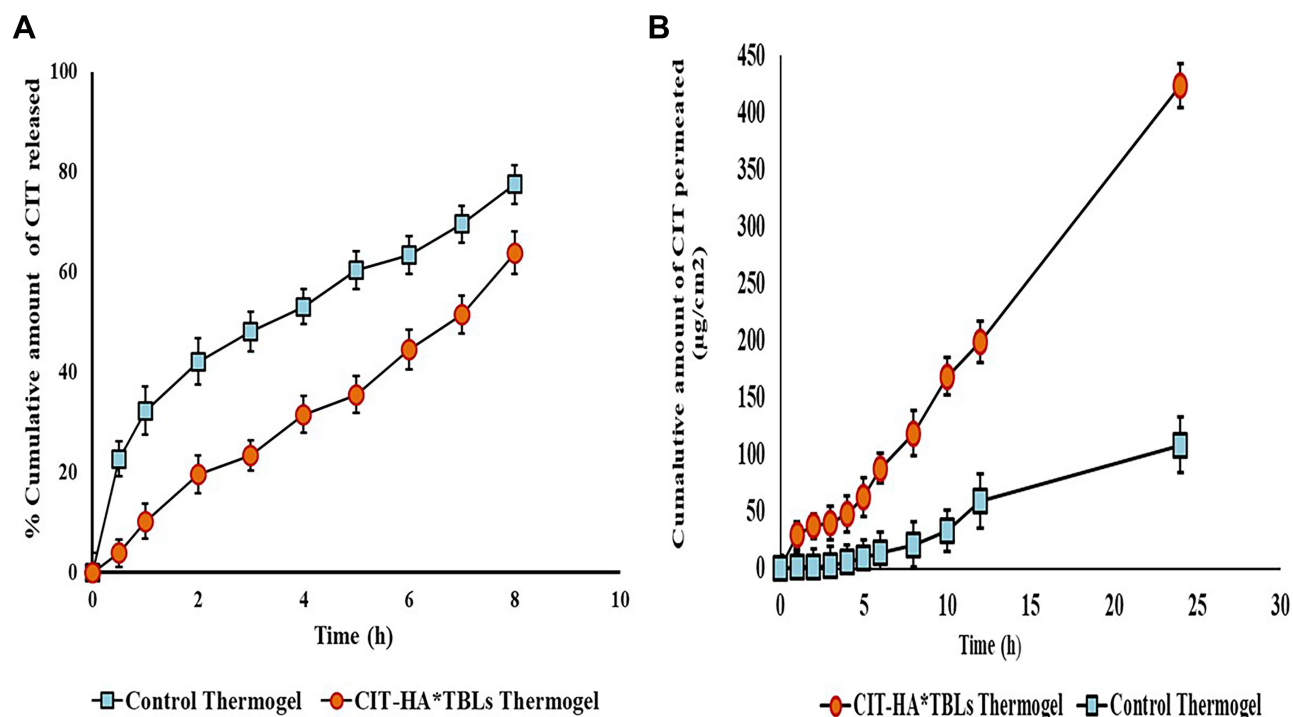 A
% Cumulative amount of CIT released
100
80
60
40
20
0
0 2 4 6 8 10
Time (h)
Control Thermogel CIT-HA*TBLs Thermogel
B
Cumalutive amount of CIT permeated
(µg/cm2)
450
400
350
300
250
200
150
100
50
0
0 5 10 15 20 25 30
Time (h)
CIT-HA*TBLs Thermogel Control Thermogel